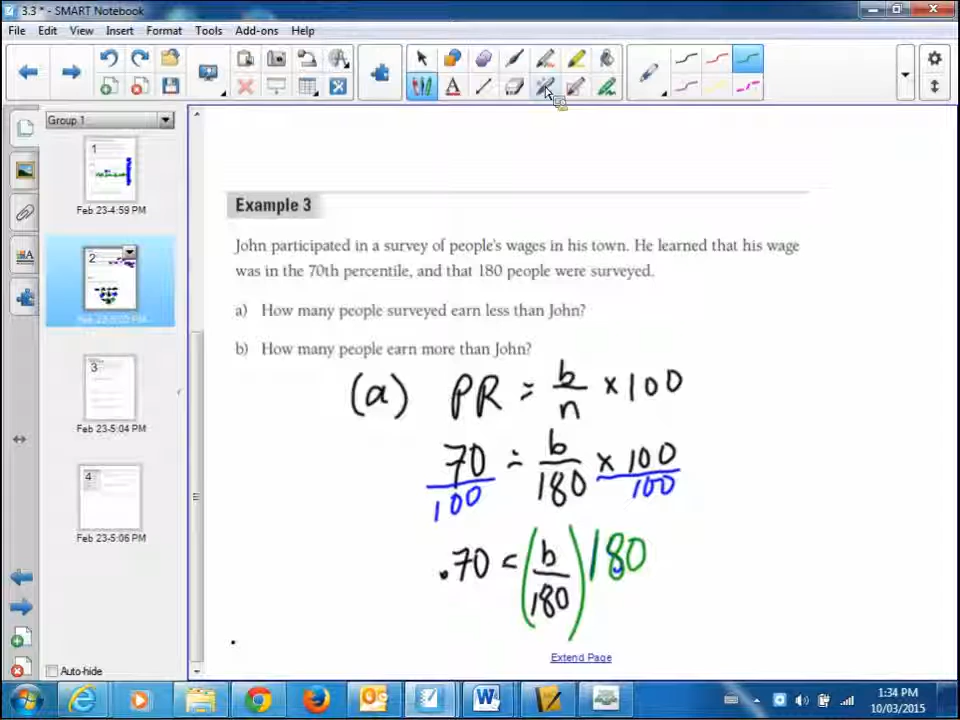 3.3 * - SMART Notebook
File Edit View Insert Format Tools Add-ons Help
Group 1
1
Feb 23-4:59 PM
2
3
Feb 23-5:04 PM
4
Feb 23-5:06 PM
Auto-hide
Example 3
John participated in a survey of people's wages in his town. He learned that his wage
was in the 70th percentile, and that 180 people were surveyed.
a) How many people surveyed earn less than John?
b) How many people earn more than John?
(a) PR = b/n × 100
70/100 = b/180 × 100/100
.70 = (b/180) 180
Extend Page
1:34 PM
10/03/2015